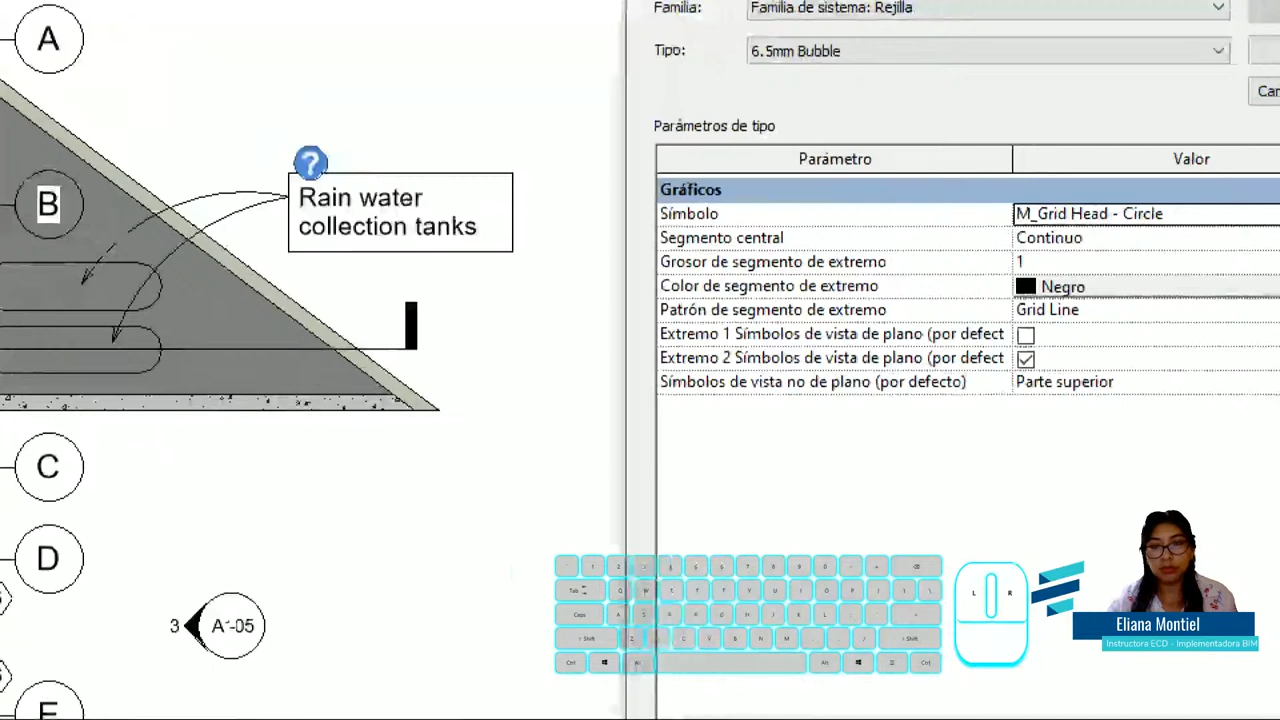 A
B
Rain water
collection tanks
C
D
3
A-05
E
Familia:
Familia de sistema: Rejilla
Tipo:
6.5mm Bubble
Parámetros de tipo
Parámetro
Valor
Gráficos
Símbolo
M_Grid Head - Circle
Segmento central
Continuo
Grosor de segmento de extremo
1
Color de segmento de extremo
Negro
Patrón de segmento de extremo
Grid Line
Extremo 1 Símbolos de vista de plano (por defect
Extremo 2 Símbolos de vista de plano (por defect
Símbolos de vista no de plano (por defecto)
Parte superior
L R
Eliana Montiel
Instructora ECD - Implementadora BIM